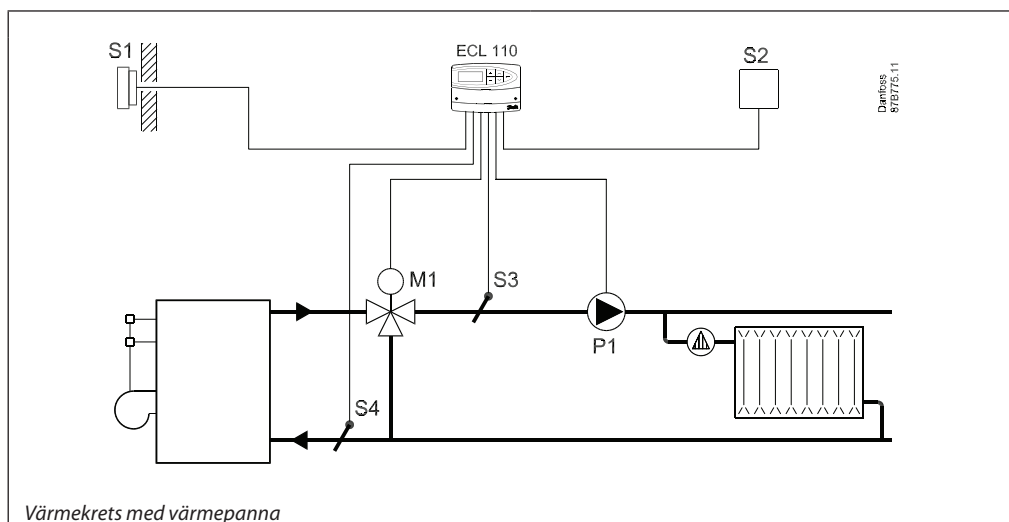 S1
ECL 110
S2
Danfoss
87B775.11
M1
S3
P1
S4
Värmekrets med värmepanna